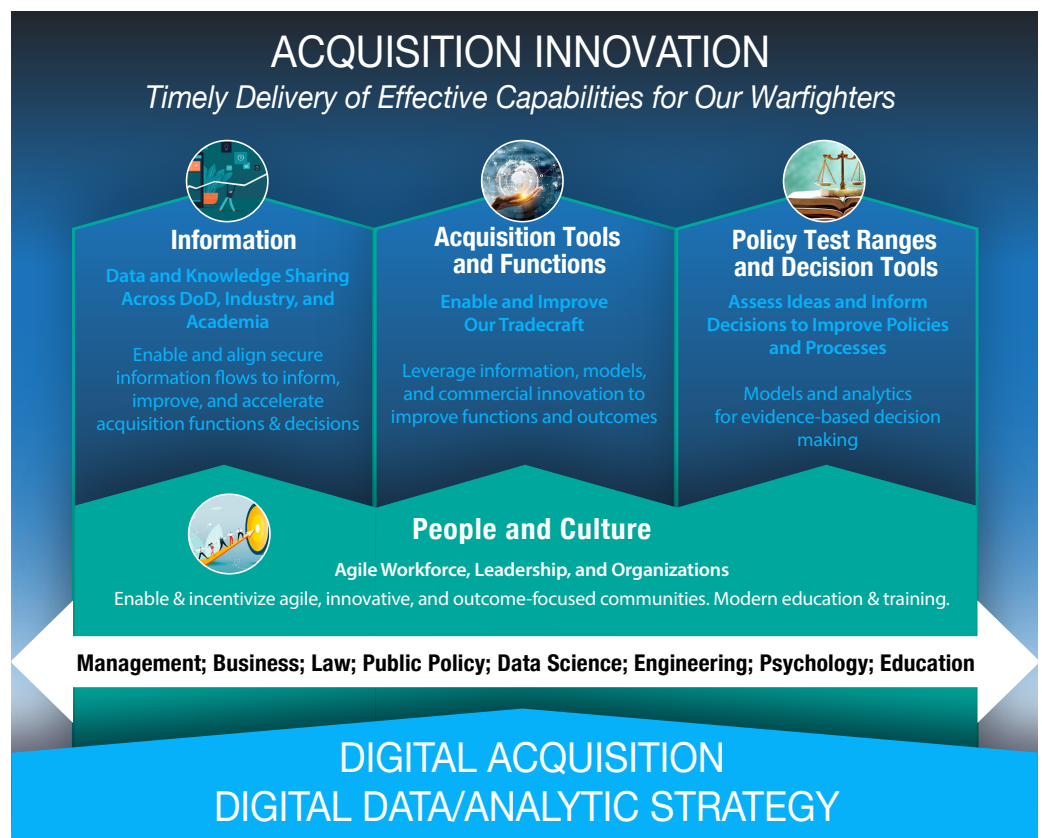 ACQUISITION INNOVATION
Timely Delivery of Effective Capabilities for Our Warfighters
Information
Data and Knowledge Sharing
Across DoD, Industry, and
Academia
Enable and align secure
information flows to inform,
improve, and accelerate
acquisition functions & decisions
Acquisition Tools
and Functions
Enable and Improve
Our Tradecraft
Leverage information, models,
and commercial innovation to
improve functions and outcomes
Policy Test Ranges
and Decision Tools
Assess Ideas and Inform
Decisions to Improve Policies
and Processes
Models and analytics
for evidence-based decision
making
People and Culture
Agile Workforce, Leadership, and Organizations
Enable & incentivize agile, innovative, and outcome-focused communities. Modern education & training.
Management; Business; Law; Public Policy; Data Science; Engineering; Psychology; Education
DIGITAL ACQUISITION
DIGITAL DATA/ANALYTIC STRATEGY